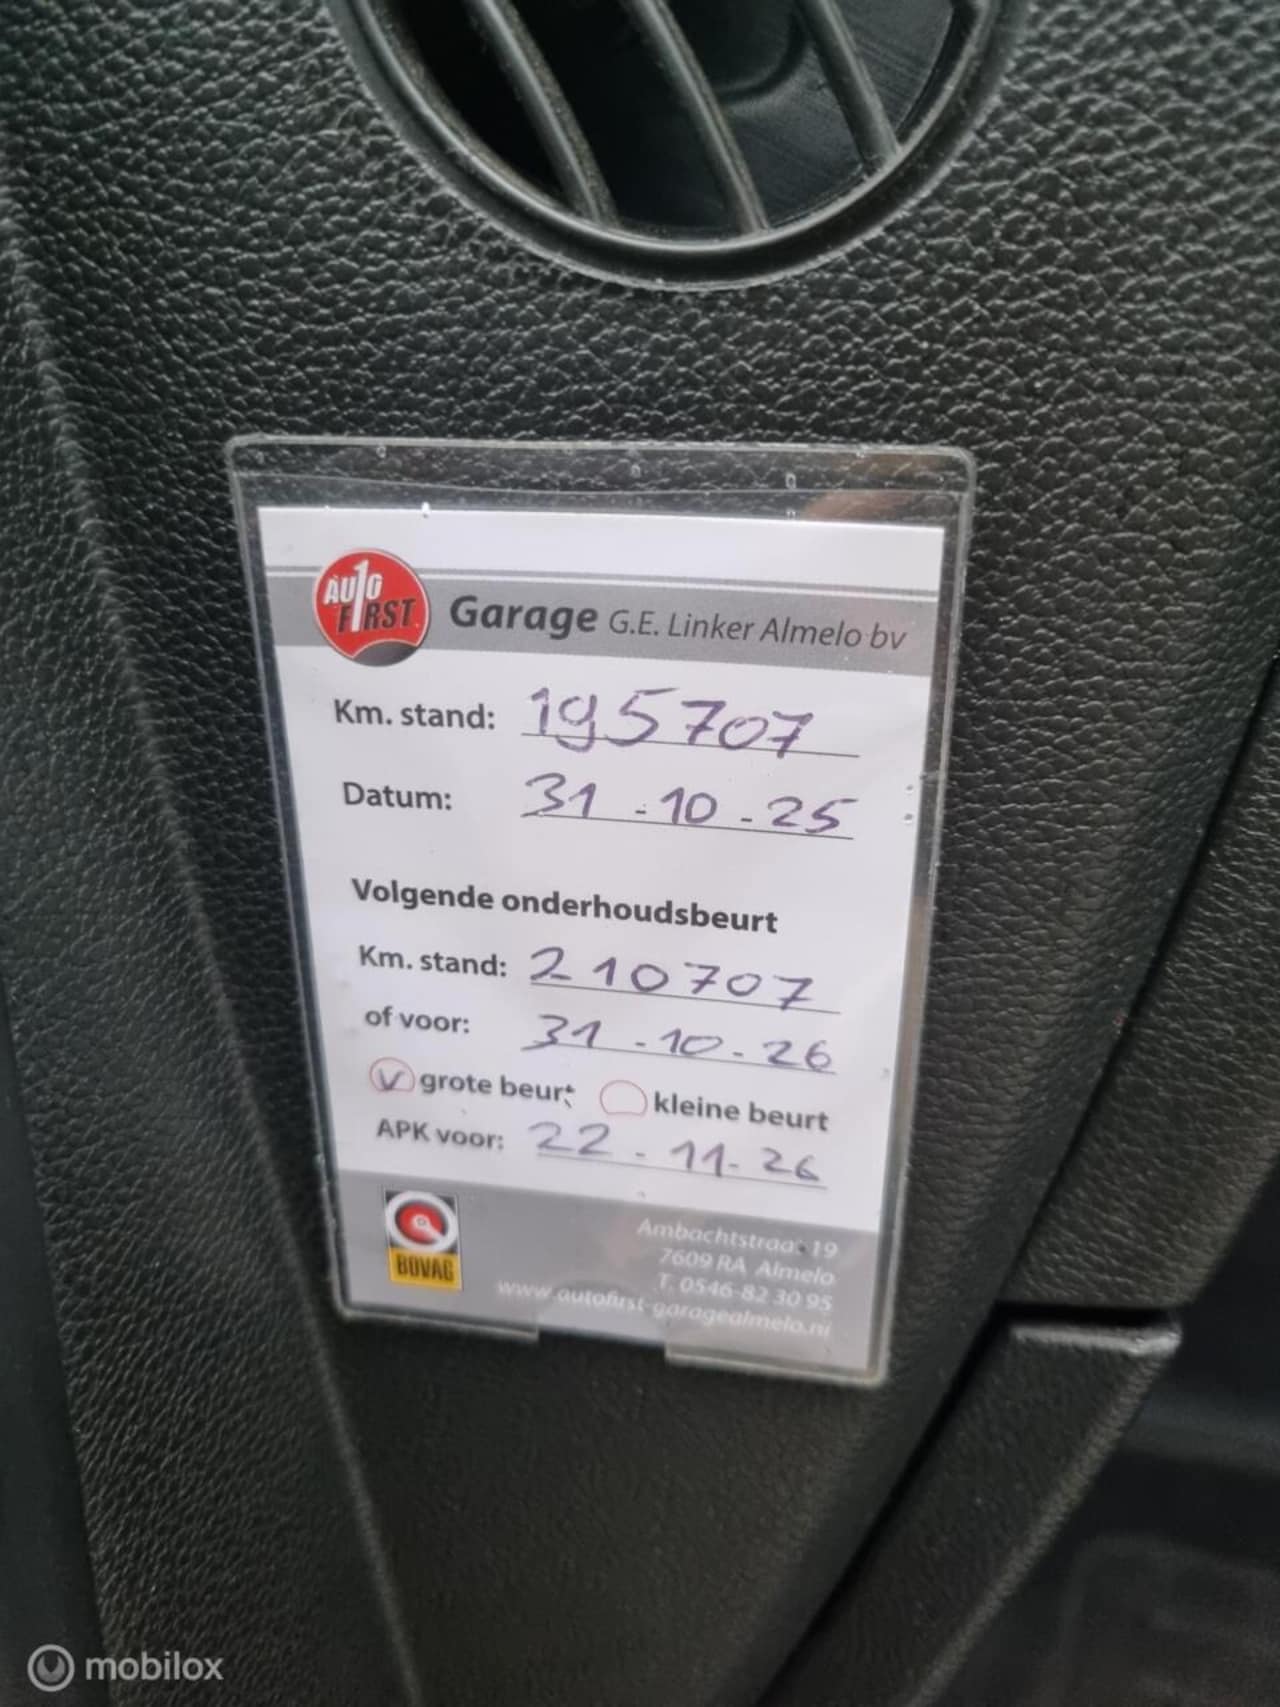 AUTO
FIRST
Garage G.E. Linker Almelo bv
Km. stand: 195707
Datum: 31-10-25
Volgende onderhoudsbeurt
Km. stand: 210707
of voor: 31-10-26
v grote beurt kleine beurt
APK voor: 22-11-26
BOVAG
Ambachtstraat 19
7609 RA Almelo
T. 0546-82 30 95
www.autofirst-garagealmelo.nl
mobilox